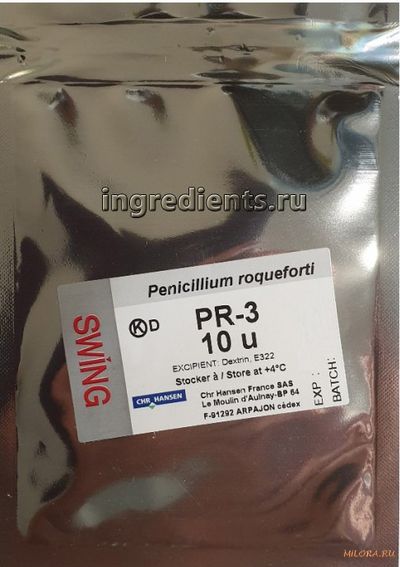 ingredients.ru
Penicillium roqueforti
SWING
K D
PR-3
10 u
EXCIPIENT: Dextrin, E322
Stocker à / Store at +4°C
CHR HANSEN
Chr Hansen France SAS
Le Moulin d'Aulnay-BP 64
F-91292 ARPAJON cédex
EXP :
BATCH:
MILORA.RU